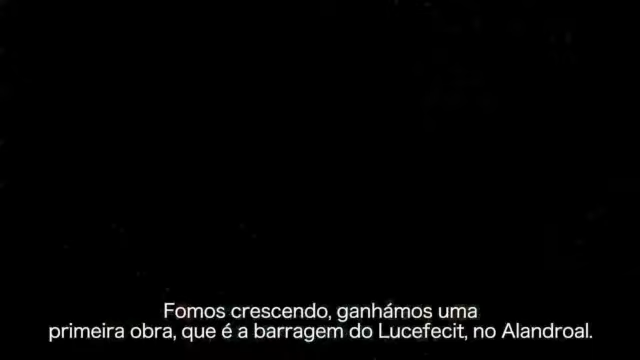 Fomos crescendo, ganhámos uma
primeira obra, que é a barragem do Lucefecit, no Alandroal.